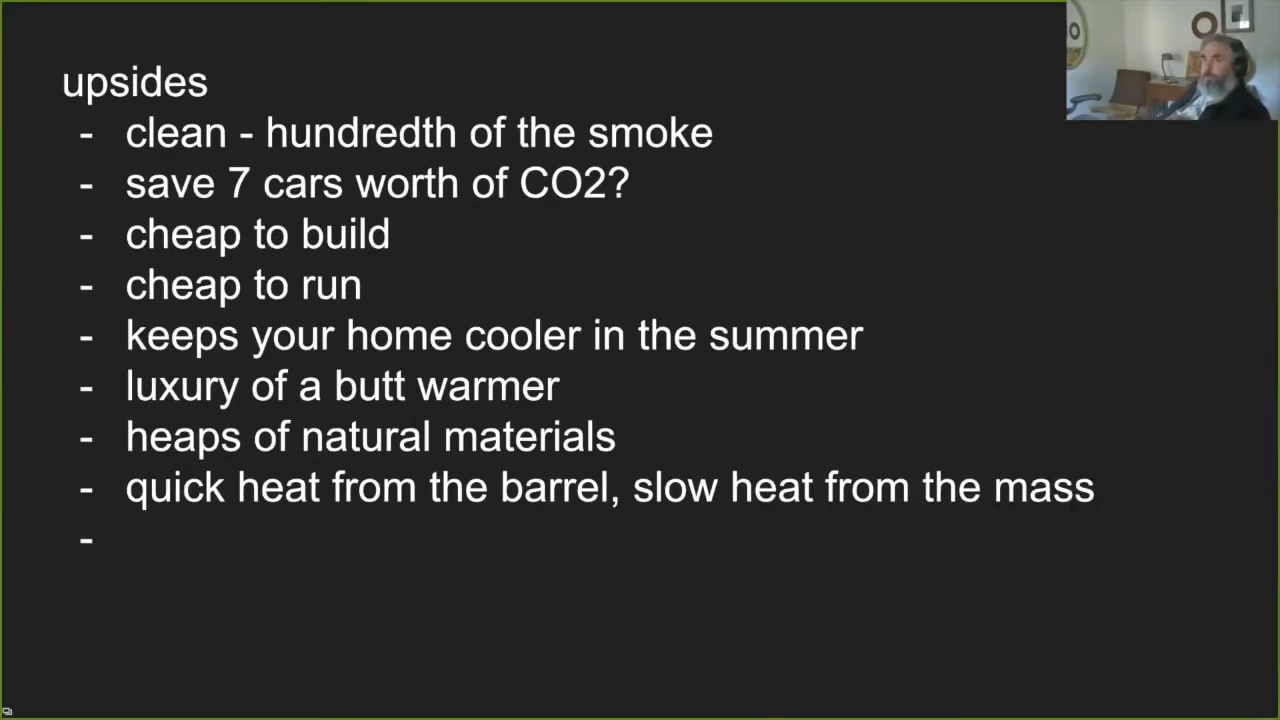 upsides
- clean - hundredth of the smoke
- save 7 cars worth of CO2?
- cheap to build
- cheap to run
- keeps your home cooler in the summer
- luxury of a butt warmer
- heaps of natural materials
- quick heat from the barrel, slow heat from the mass
-